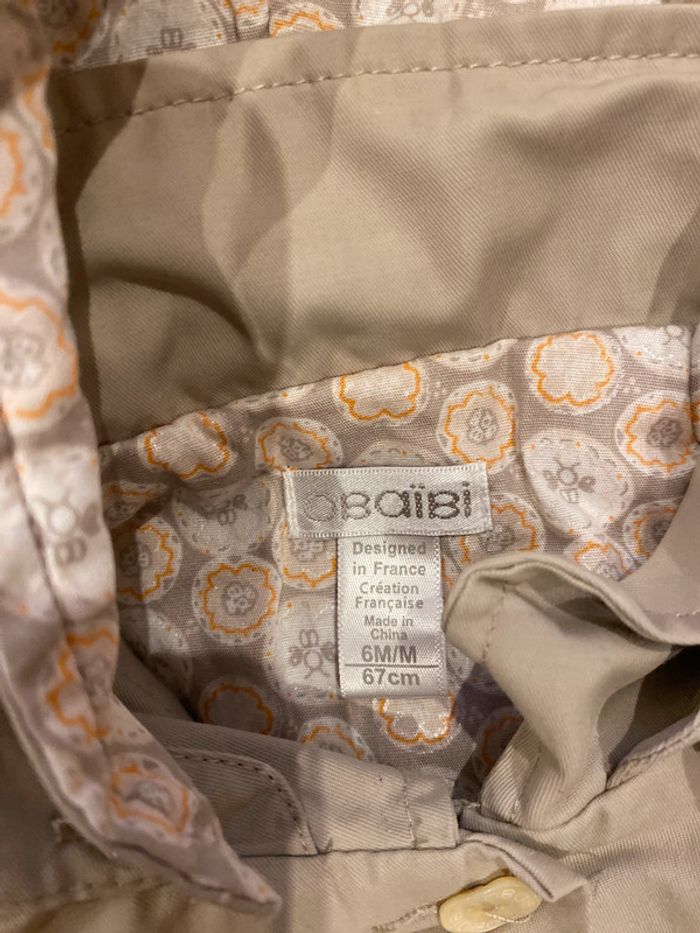 OBaïBi
Designed
in France
Création
Française
Made in
China
6M/M
67cm